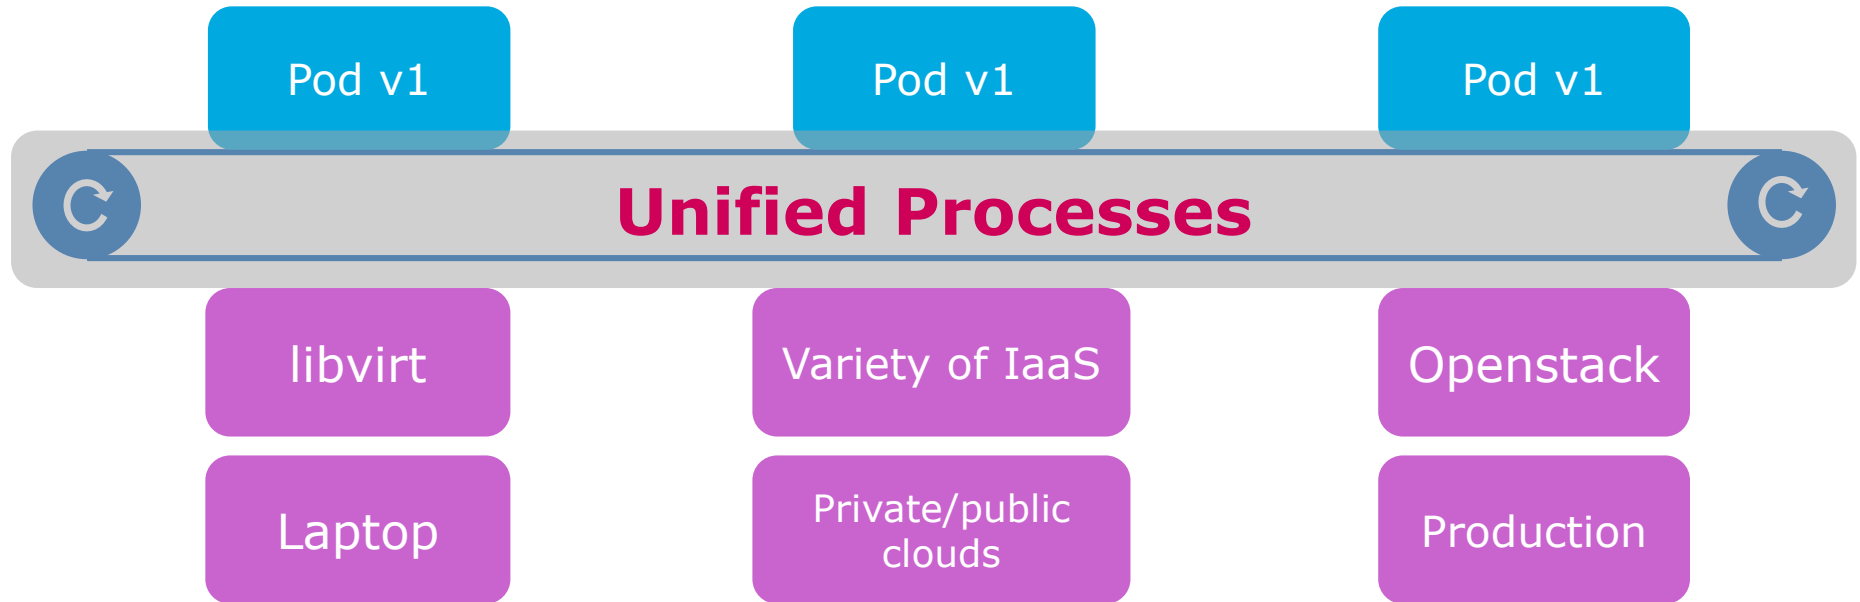 Pod v1
Pod v1
Pod v1
Unified Processes
libvirt
Variety of IaaS
Openstack
Laptop
Private/public
clouds
Production